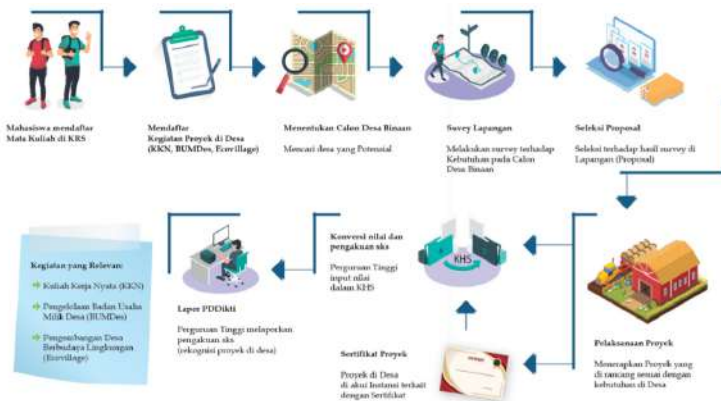 Mahasiswa mendaftar
Mata Kuliah di KRS
Mendaftar
Kegiatan Proyek di Desa
(KKN, BUMDes, Ecovillage)
Menentukan Calon Desa Binaan
Mencari desa yang Potensial
Suvey Lapangan
Melakukan survey terhadap
Kebutuhan pada Calon
Desa Binaan
Seleksi Proposal
Seleksi terhadap hasil survey di
Lapangan (Proposal)
Pelaksanaan Proyek
Menerapkan Proyek yang
di rancang sesuai dengan
kebutuhan di Desa
Konversi nilai dan
pengakuan sks
Perguruan Tinggi
input nilai
dalam KHS
KHS
Sertifikat Proyek
Proyek di Desa
di akui Instansi terkait
dengan Sertifikat
Lapor PDDikti
Perguruan Tinggi melaporkan
pengakuan sks
(rekognisi proyek di desa)
Kegiatan yang Relevan:
Kuliah Kerja Nyata (KKN)
Pengelolaan Badan Usaha
Milik Desa (BUMDes)
Pengembangan Desa
Berbudaya Lingkungan
(Ecovillage)